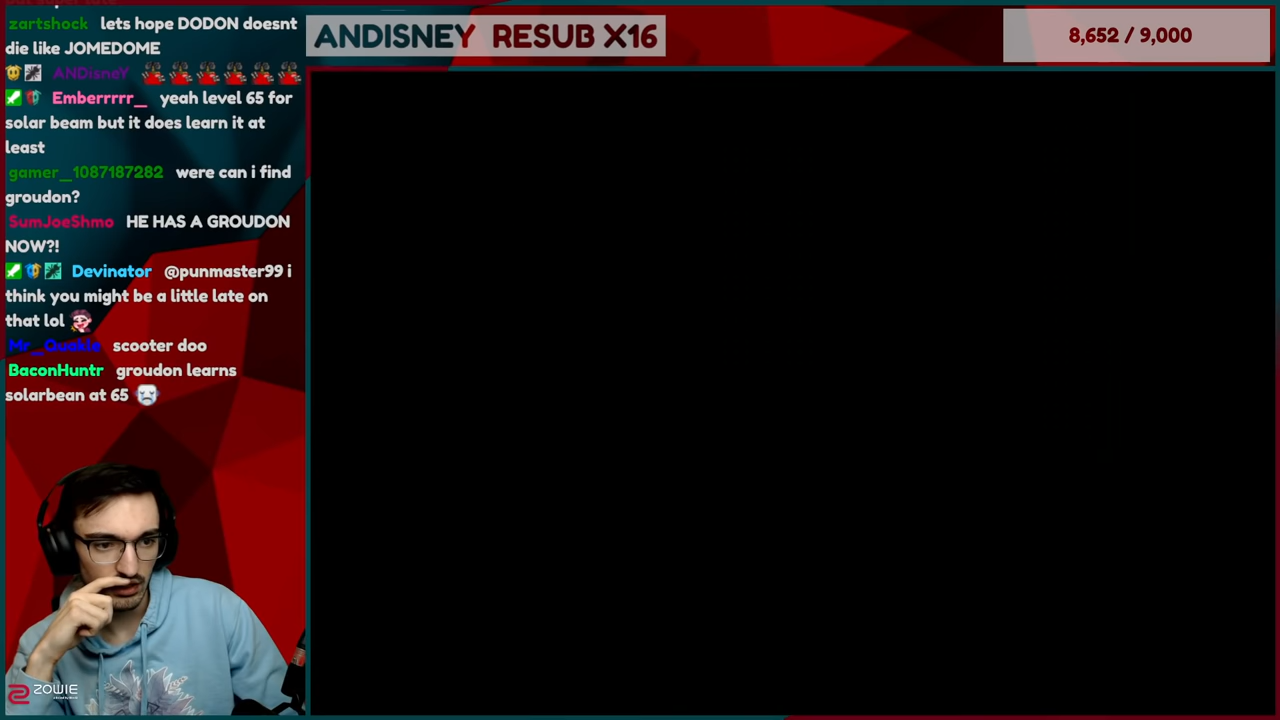 zartshock lets hope DODON doesnt
die like JOMEDOME
ANDisneY
Emberrrrr_ yeah level 65 for
solar beam but it does learn it at
least
gamer_1087187282 were can i find
groudon?
SumJoeShmo HE HAS A GROUDON
NOW?!
Devinator @punmaster99 i
think you might be a little late on
that lol
Mr_Quakle scooter doo
BaconHuntr groudon learns
solarbean at 65
ANDISNEY RESUB X16
8,652 / 9,000
ZOWIE